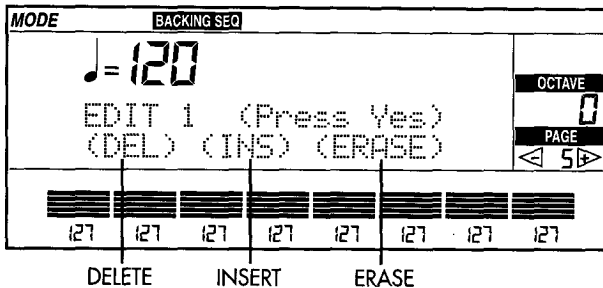 MODE BACKING SEQ
♩=120
OCTAVE
0
EDIT 1 (Press Yes)
PAGE
(DEL) (INS) (ERASE)
- 5 +
127 127 127 127 127 127 127 127
DELETE INSERT ERASE